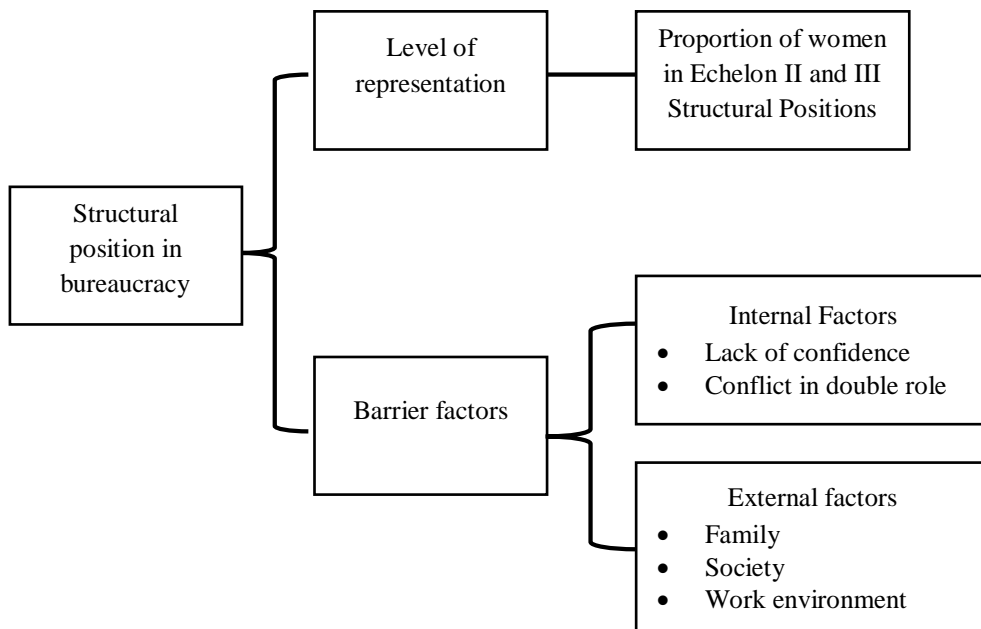 Level of
representation
Proportion of women
in Echelon II and III
Structural Positions
Structural
position in
bureaucracy
Barrier factors
Internal Factors
• Lack of confidence
• Conflict in double role
External factors
• Family
• Society
• Work environment